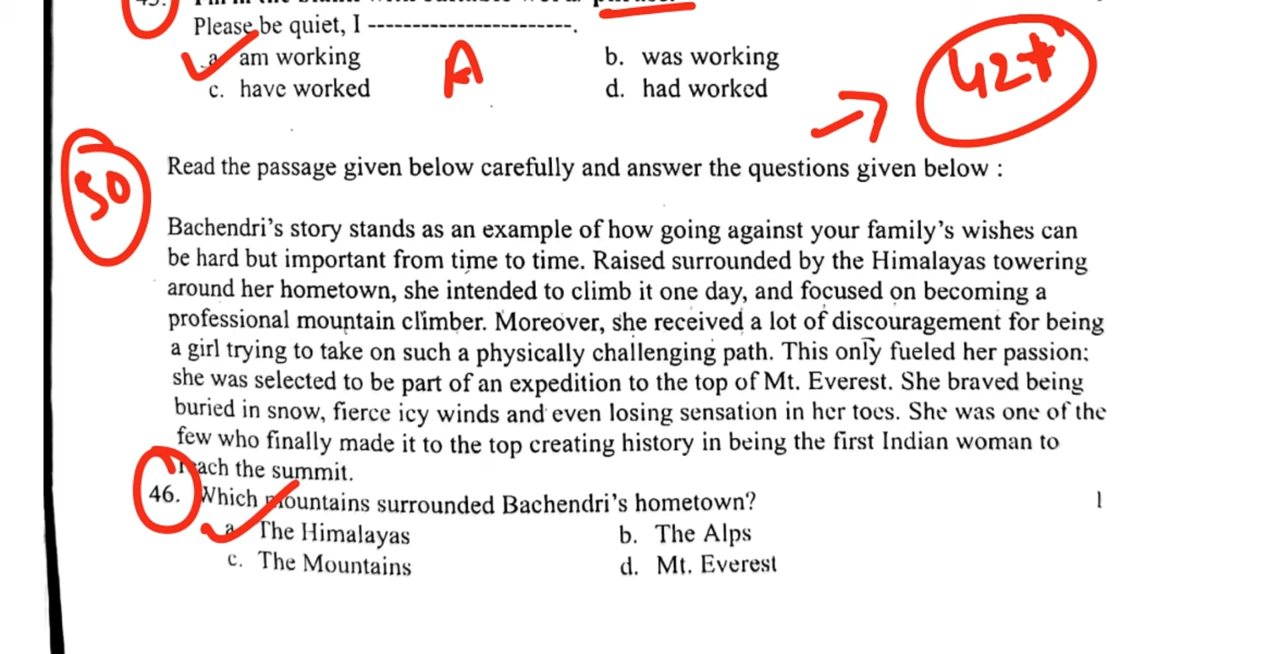 Please be quiet, I -----------------------.
a. am working b. was working
A
42+
c. have worked d. had worked
50
Read the passage given below carefully and answer the questions given below :
Bachendri's story stands as an example of how going against your family's wishes can
be hard but important from time to time. Raised surrounded by the Himalayas towering
around her hometown, she intended to climb it one day, and focused on becoming a
professional mountain climber. Moreover, she received a lot of discouragement for being
a girl trying to take on such a physically challenging path. This only fueled her passion;
she was selected to be part of an expedition to the top of Mt. Everest. She braved being
buried in snow, fierce icy winds and even losing sensation in her toes. She was one of the
few who finally made it to the top creating history in being the first Indian woman to
reach the summit.
46. Which mountains surrounded Bachendri's hometown? 1
a. The Himalayas b. The Alps
c. The Mountains d. Mt. Everest